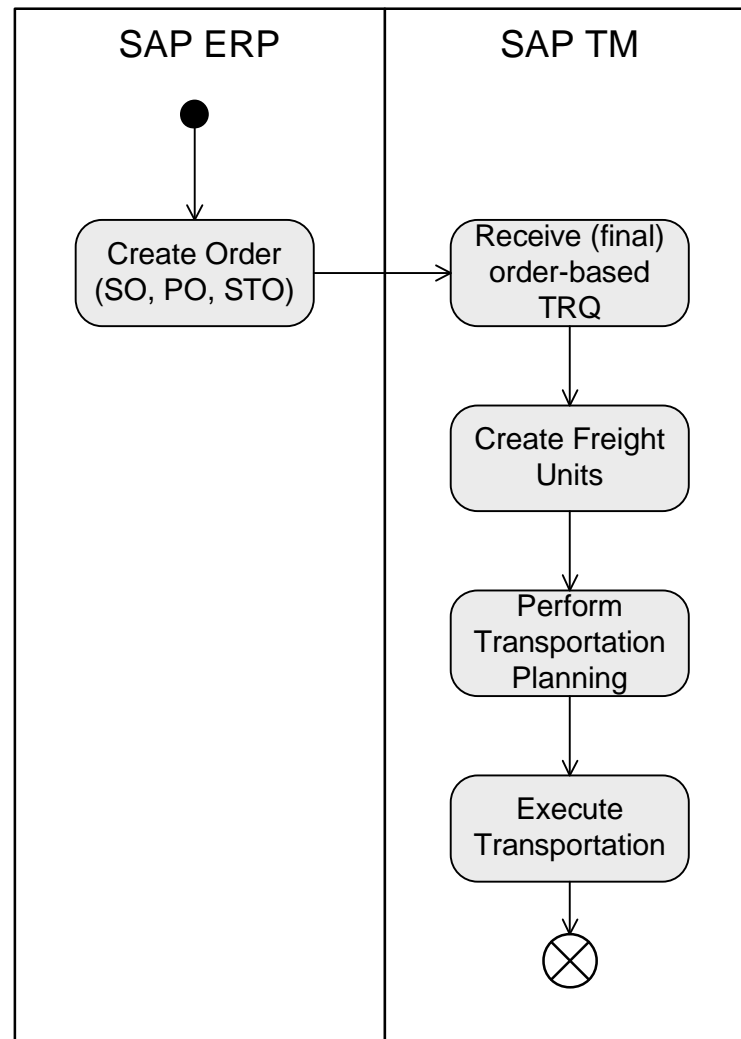 SAP ERP
SAP TM
Create Order
(SO, PO, STO)
Receive (final)
order-based
TRQ
Create Freight
Units
Perform
Transportation
Planning
Execute
Transportation